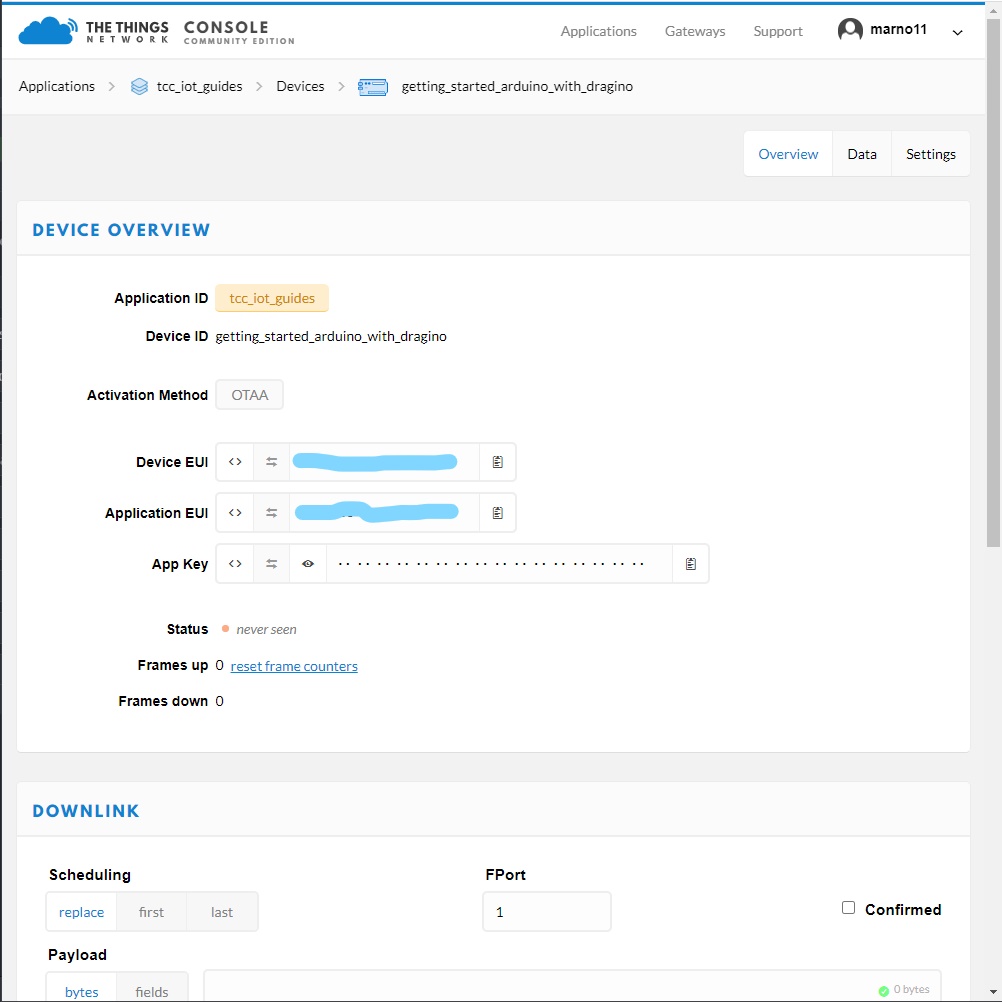 THE THINGS NETWORK CONSOLE COMMUNITY EDITION
Applications Gateways Support marno11
Applications > tcc_iot_guides > Devices > getting_started_arduino_with_dragino
Overview Data Settings
DEVICE OVERVIEW
Application ID tcc_iot_guides
Device ID getting_started_arduino_with_dragino
Activation Method OTAA
Device EUI
Application EUI
App Key
Status never seen
Frames up 0 reset frame counters
Frames down 0
DOWNLINK
Scheduling FPort
replace first last 1 Confirmed
Payload
bytes fields 0 bytes